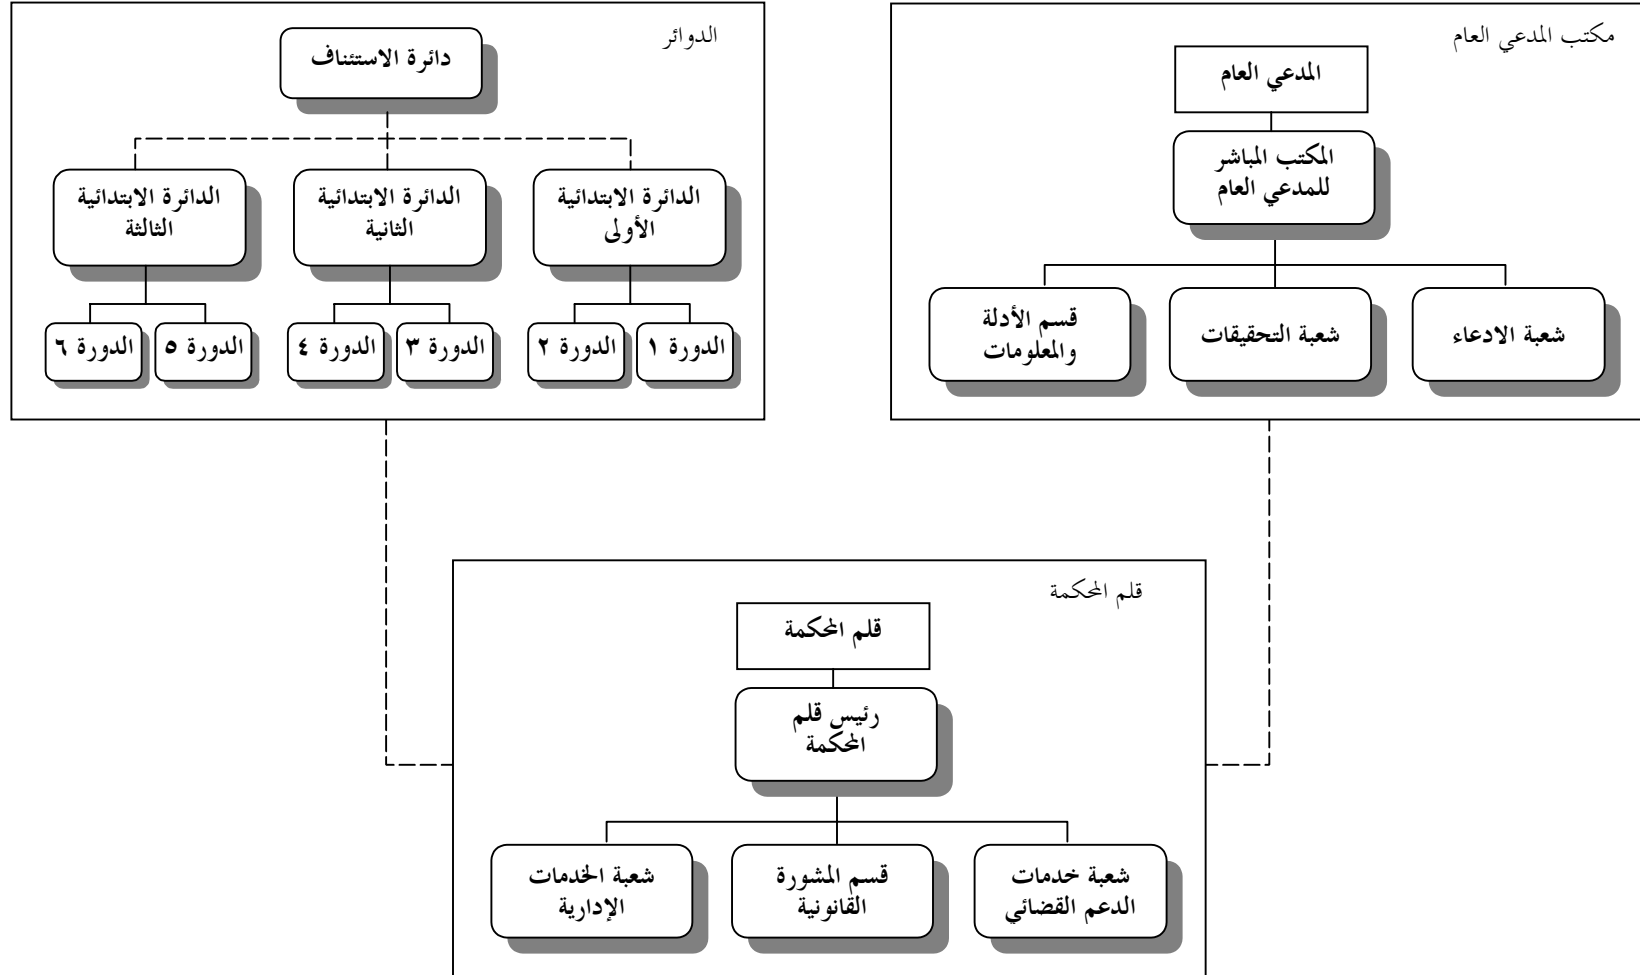 مكتب المدعي العام
المدعي العام
المكتب المباشر
للمدعي العام
شعبة الادعاء
شعبة التحقيقات
قسم الأدلة
والمعلومات
الدوائر
دائرة الاستئناف
الدائرة الابتدائية
الأولى
الدائرة الابتدائية
الثانية
الدائرة الابتدائية
الثالثة
الدورة ١
الدورة ٢
الدورة ٣
الدورة ٤
الدورة ٥
الدورة ٦
قلم المحكمة
قلم المحكمة
رئيس قلم
المحكمة
شعبة خدمات
الدعم القضائي
قسم المشورة
القانونية
شعبة الخدمات
الإدارية